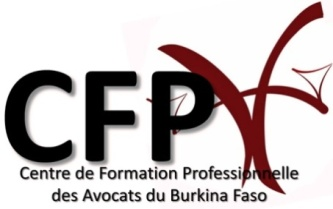 CFP
Centre de Formation Professionnelle
des Avocats du Burkina Faso